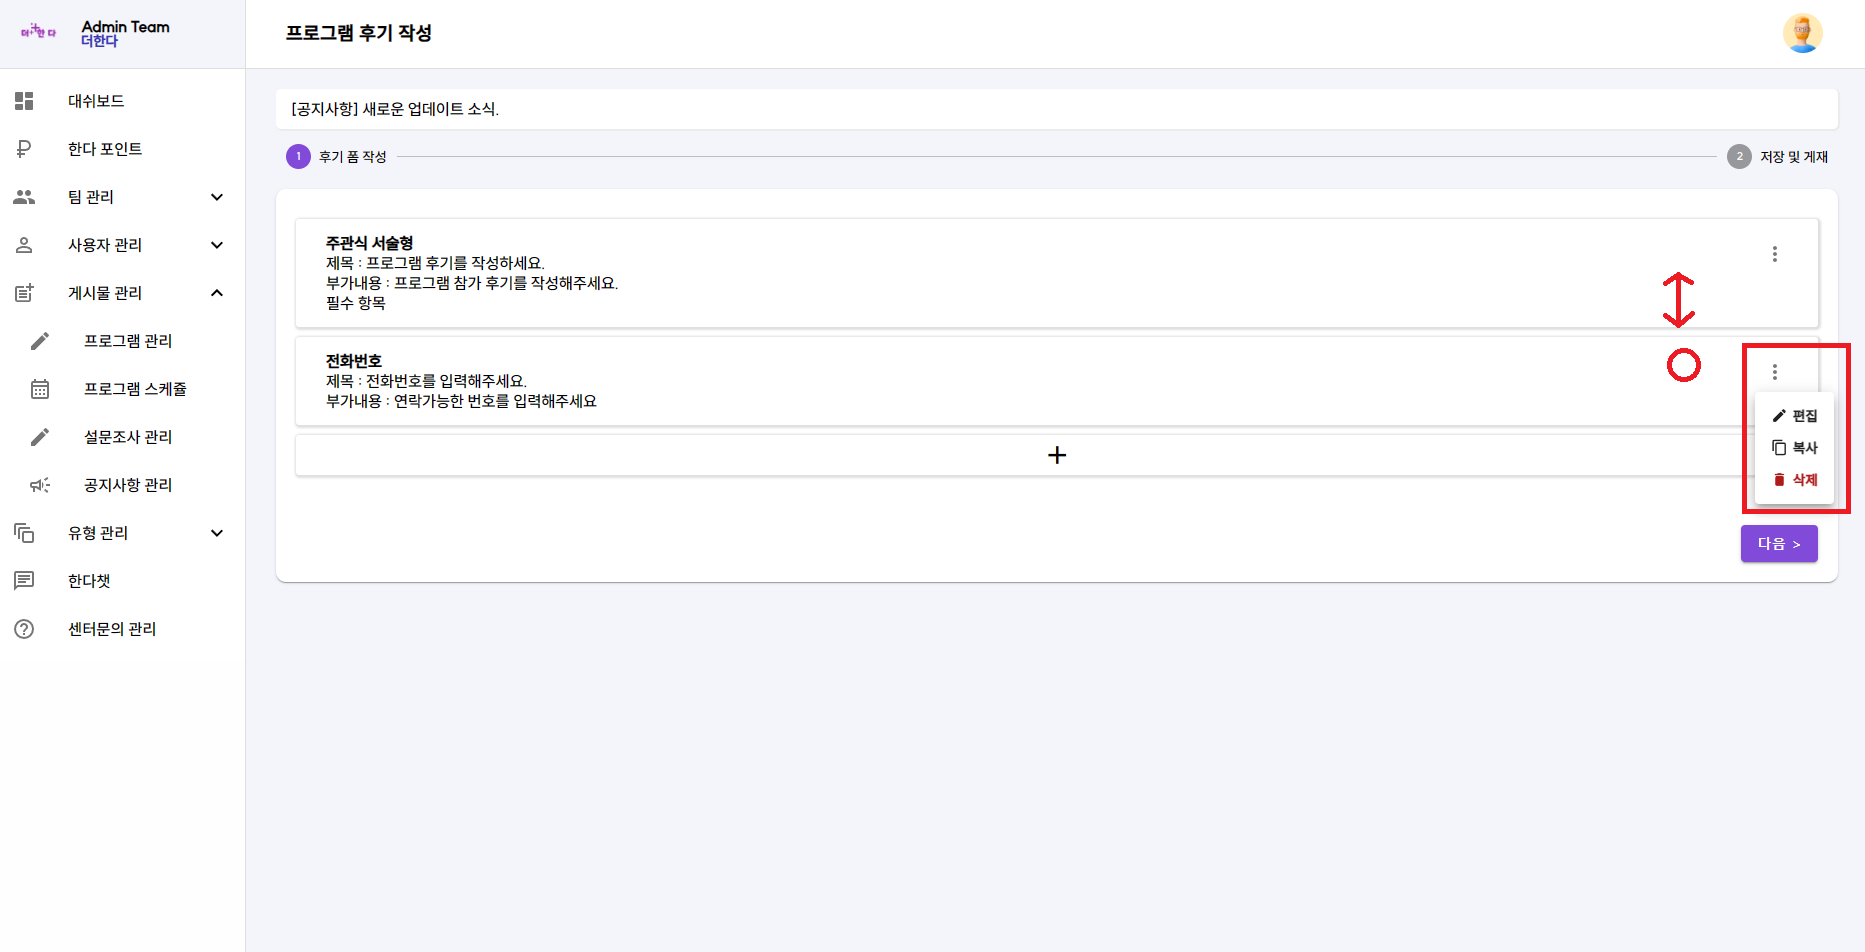 더한다
Admin Team
더한다
프로그램 후기 작성
대쉬보드
한다 포인트
팀 관리
사용자 관리
게시물 관리
프로그램 관리
프로그램 스케쥴
설문조사 관리
공지사항 관리
유형 관리
한다챗
센터문의 관리
[공지사항] 새로운 업데이트 소식.
1 후기 폼 작성
2 저장 및 게재
주관식 서술형
제목 : 프로그램 후기를 작성하세요.
부가내용 : 프로그램 참가 후기를 작성해주세요.
필수 항목
전화번호
제목 : 전화번호를 입력해주세요.
부가내용 : 연락가능한 번호를 입력해주세요
편집
복사
삭제
다음 >